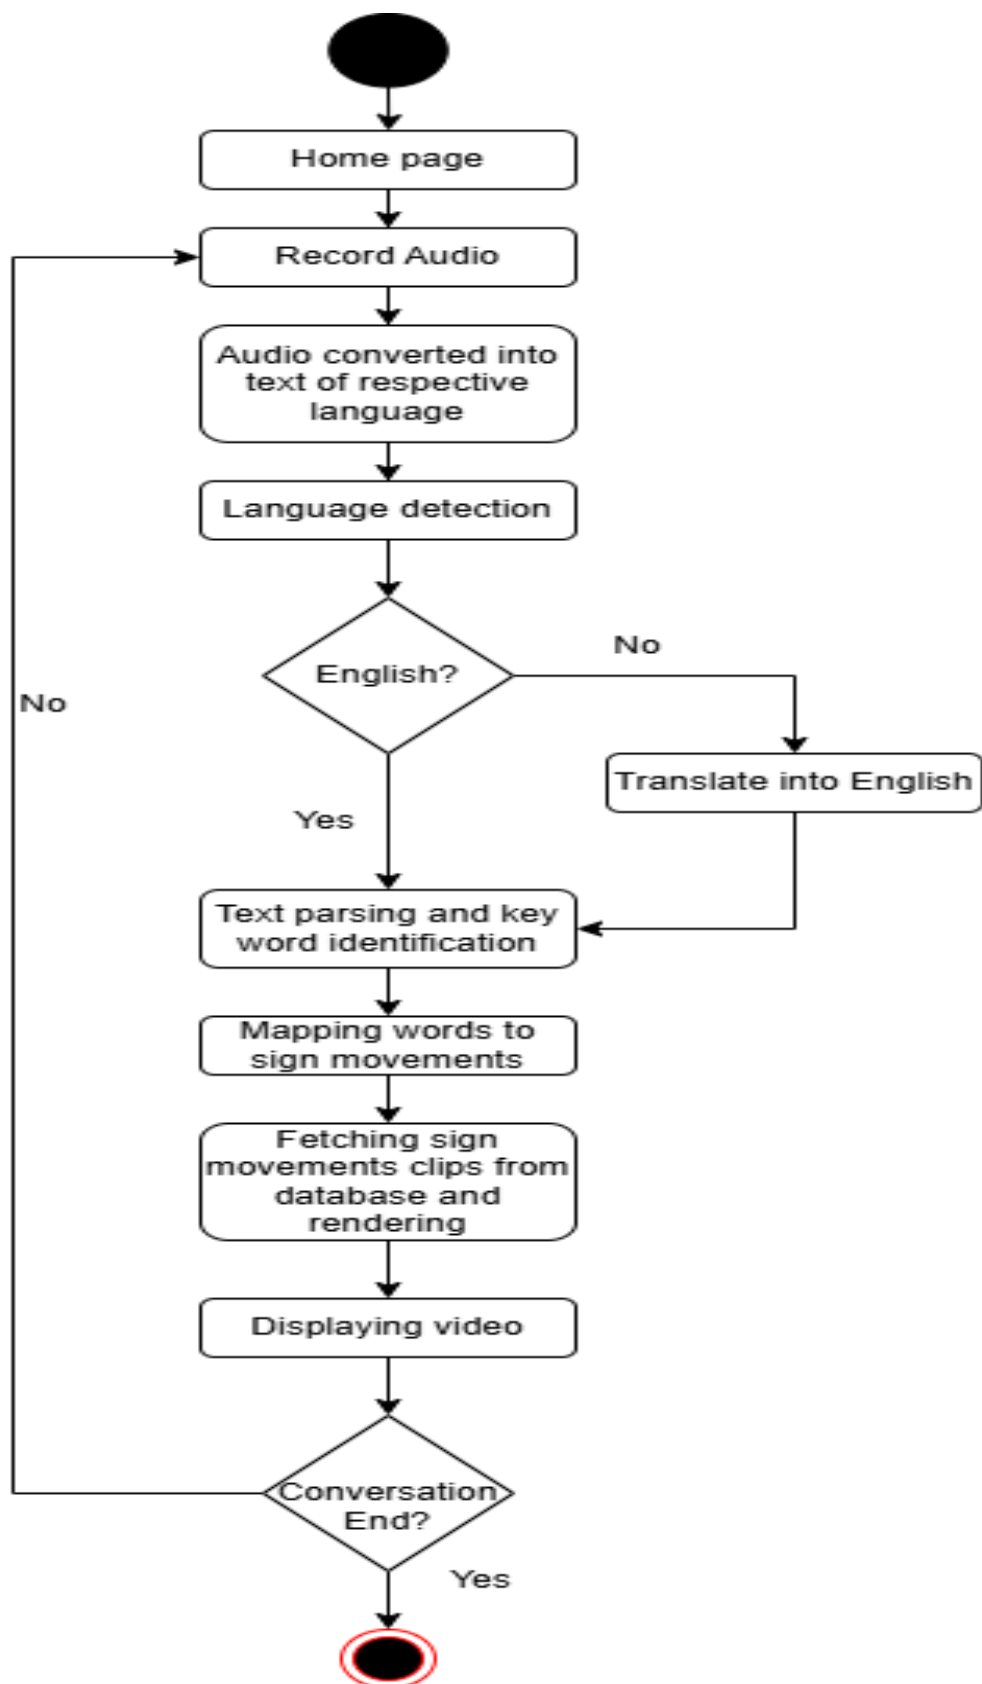 Home page
Record Audio
Audio converted into
text of respective
language
Language detection
English?
No
No
Translate into English
Yes
Text parsing and key
word identification
Mapping words to
sign movements
Fetching sign
movements clips from
database and
rendering
Displaying video
Conversation
End?
Yes